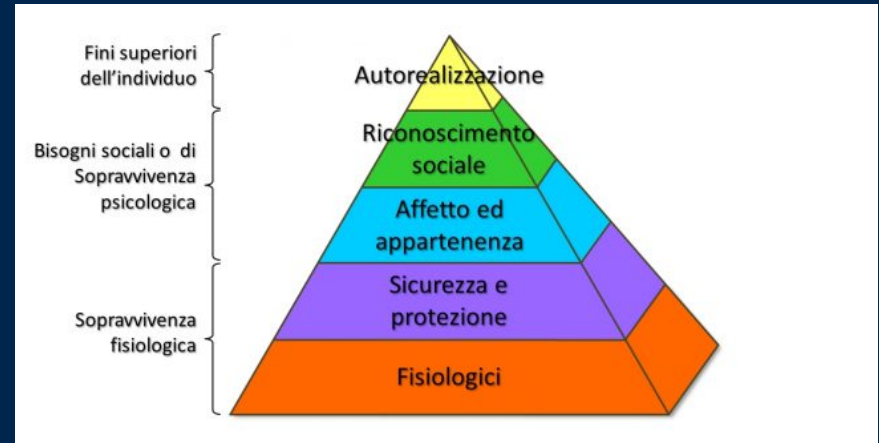 Fini superiori
dell'individuo
Autorealizzazione
Bisogni sociali o di
Sopravvivenza
psicologica
Riconoscimento
sociale
Affetto ed
appartenenza
Sopravvivenza
fisiologica
Sicurezza e
protezione
Fisiologici